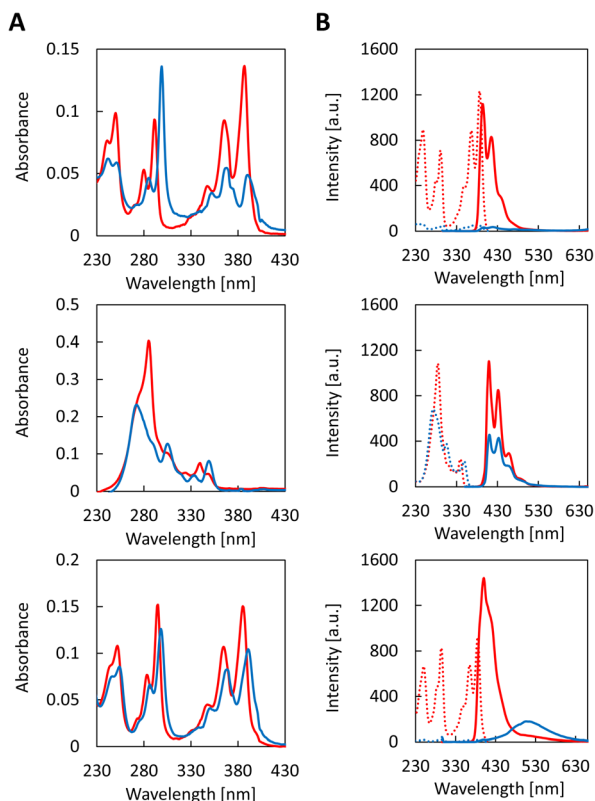 A
B
0.15
0.1
0.05
0
Absorbance
230 280 330 380 430
Wavelength [nm]
1600
1200
800
400
0
Intensity [a.u.]
230 330 430 530 630
Wavelength [nm]
0.5
0.4
0.3
0.2
0.1
0
Absorbance
230 280 330 380 430
Wavelength [nm]
1600
1200
800
400
0
Intensity [a.u.]
230 330 430 530 630
Wavelength [nm]
0.2
0.15
0.1
0.05
0
Absorbance
230 280 330 380 430
Wavelength [nm]
1600
1200
800
400
0
Intensity [a.u.]
230 330 430 530 630
Wavelength [nm]